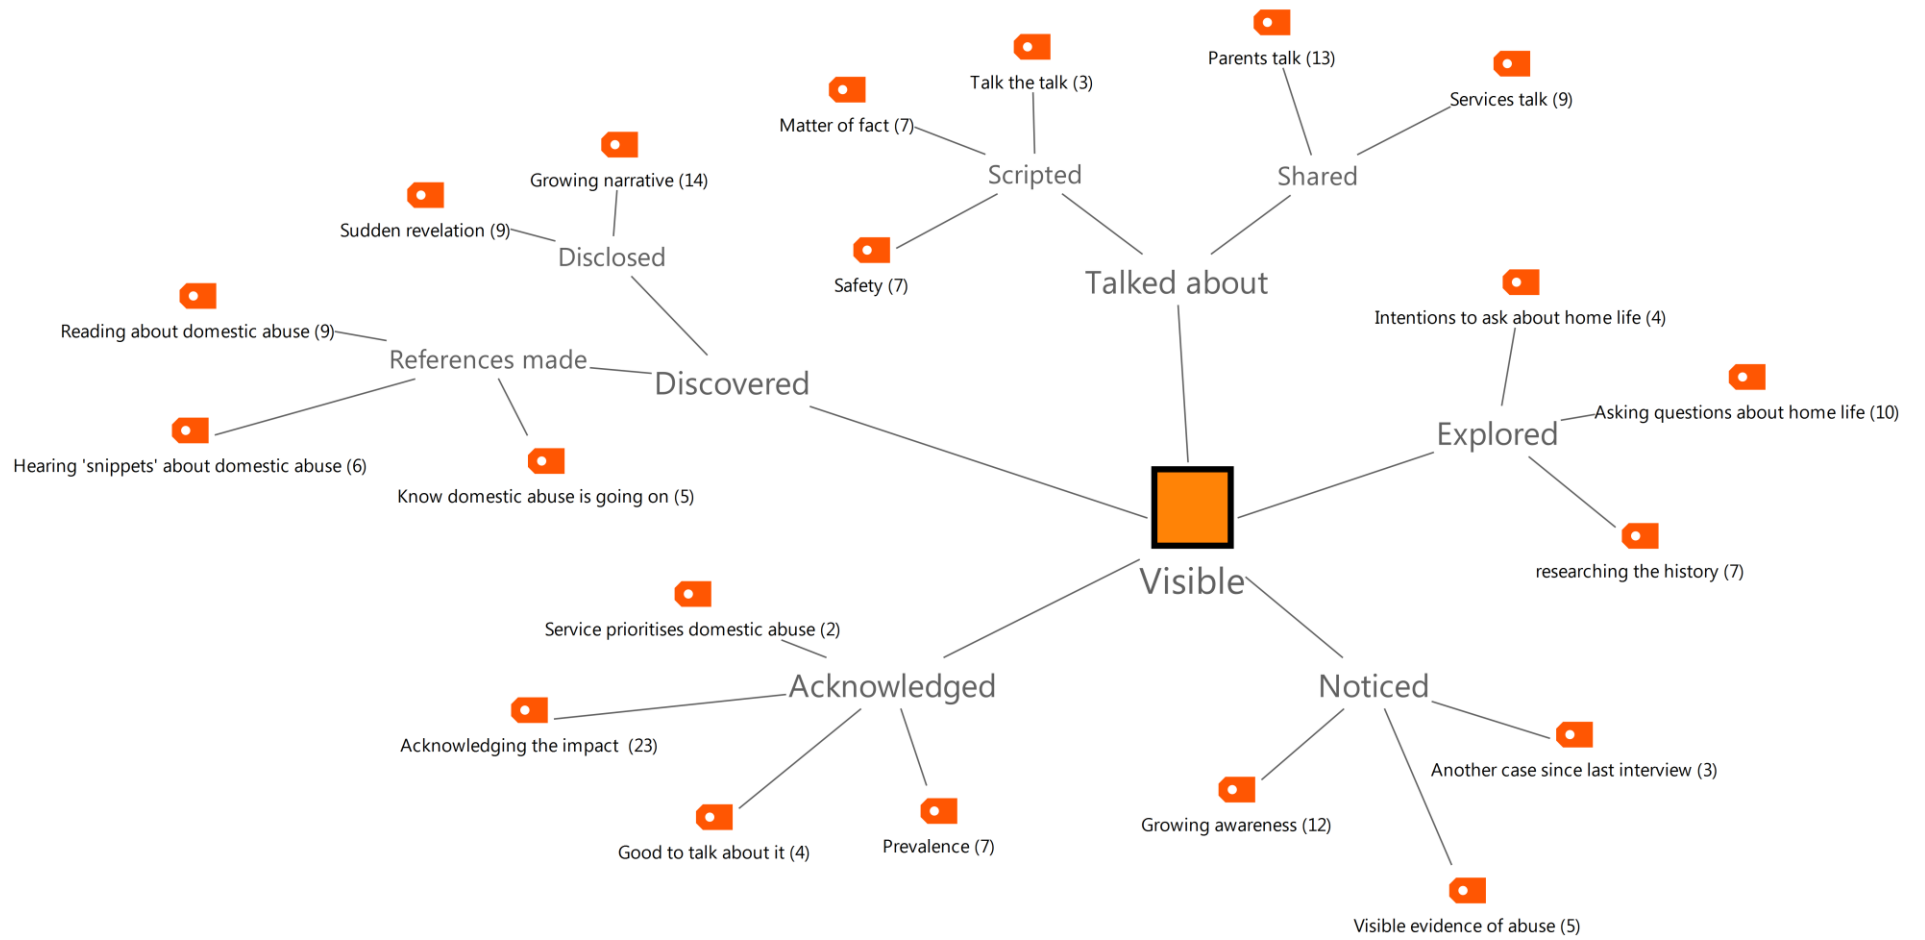 Parents talk (13)
Talk the talk (3)
Services talk (9)
Matter of fact (7)
Scripted
Shared
Growing narrative (14)
Sudden revelation (9)
Disclosed
Safety (7)
Talked about
Intentions to ask about home life (4)
Reading about domestic abuse (9)
References made
Discovered
Asking questions about home life (10)
Explored
Hearing 'snippets' about domestic abuse (6)
Know domestic abuse is going on (5)
researching the history (7)
Visible
Service prioritises domestic abuse (2)
Acknowledged
Noticed
Acknowledging the impact  (23)
Another case since last interview (3)
Growing awareness (12)
Good to talk about it (4)
Prevalence (7)
Visible evidence of abuse (5)